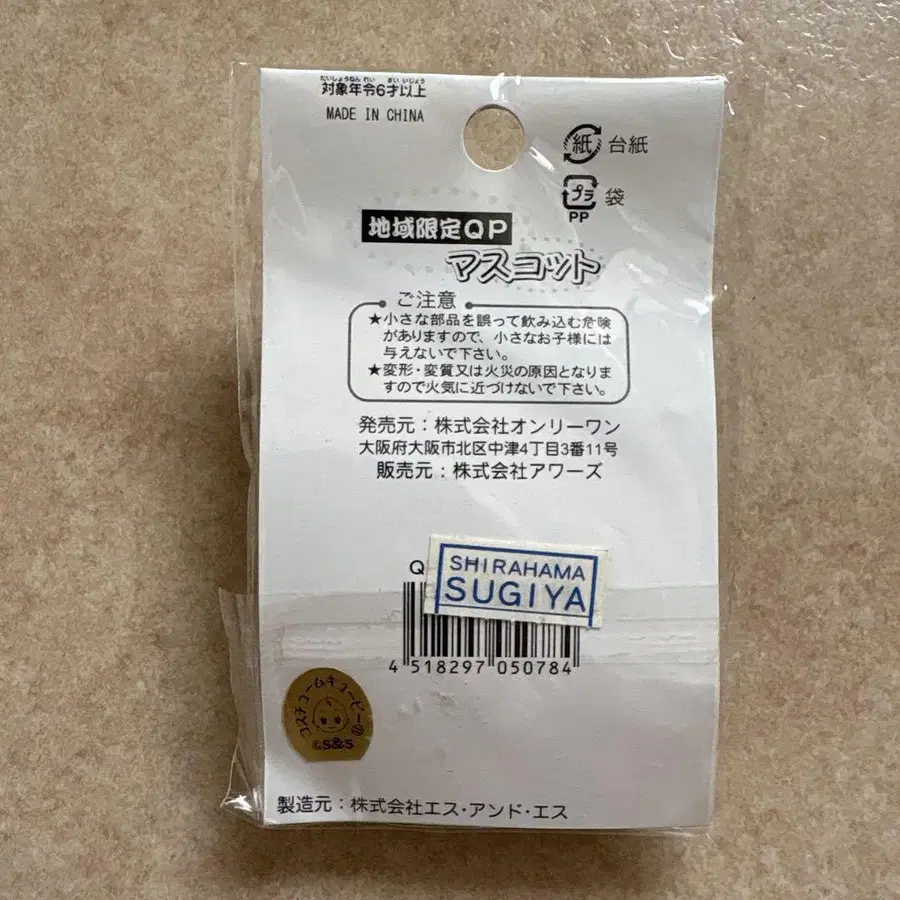 たいしょうねんれい さいいじょう
対象年令6才以上
MADE IN CHINA
紙 台紙
プラ 袋
PP
地域限定QP
マスコット
ご注意
★小さな部品を誤って飲み込む危険
がありますので、小さなお子様には
与えないで下さい。
★変形・変質又は火災の原因となりま
すので火気に近づけないで下さい。
発売元:株式会社オンリーワン
大阪府大阪市北区中津4丁目3番11号
販売元:株式会社アワーズ
Q
SHIRAHAMA
SUGIYA
4 518297 050784
コスチュームキューピー
©S&S
製造元:株式会社エス・アンド・エス